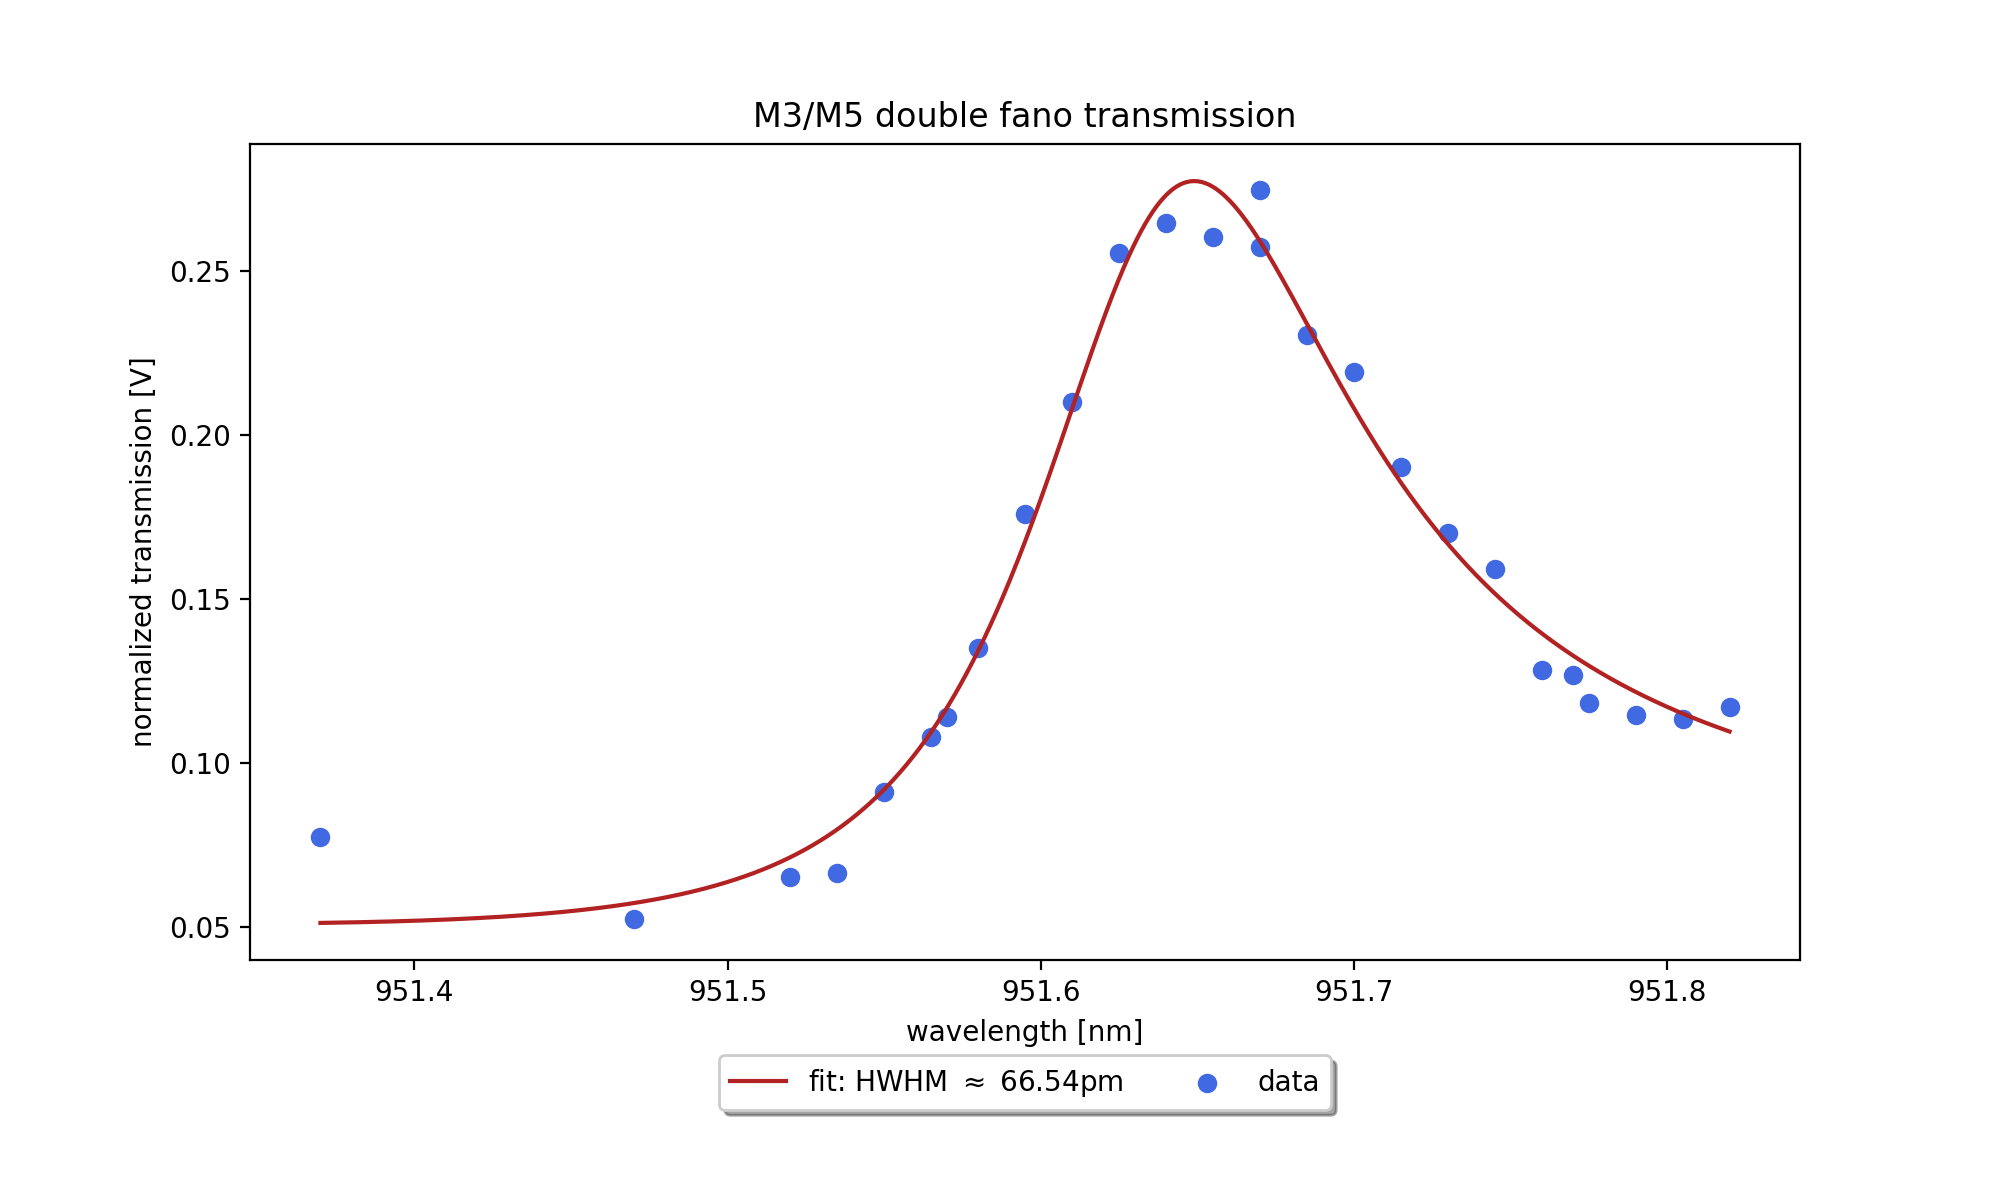 M3/M5 double fano transmission
normalized transmission [V]
0.25
0.20
0.15
0.10
0.05
951.4 951.5 951.6 951.7 951.8
wavelength [nm]
fit: HWHM ≈ 66.54pm data